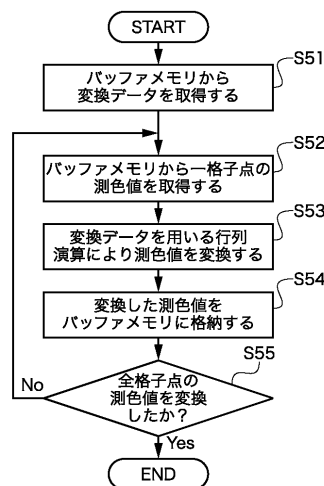 START
S51
バッファメモリから
変換データを取得する
S52
バッファメモリから一格子点の
測色値を取得する
S53
変換データを用いる行列
演算により測色値を変換する
S54
変換した測色値を
バッファメモリに格納する
S55
全格子点の
測色値を変換
したか？
No
Yes
END